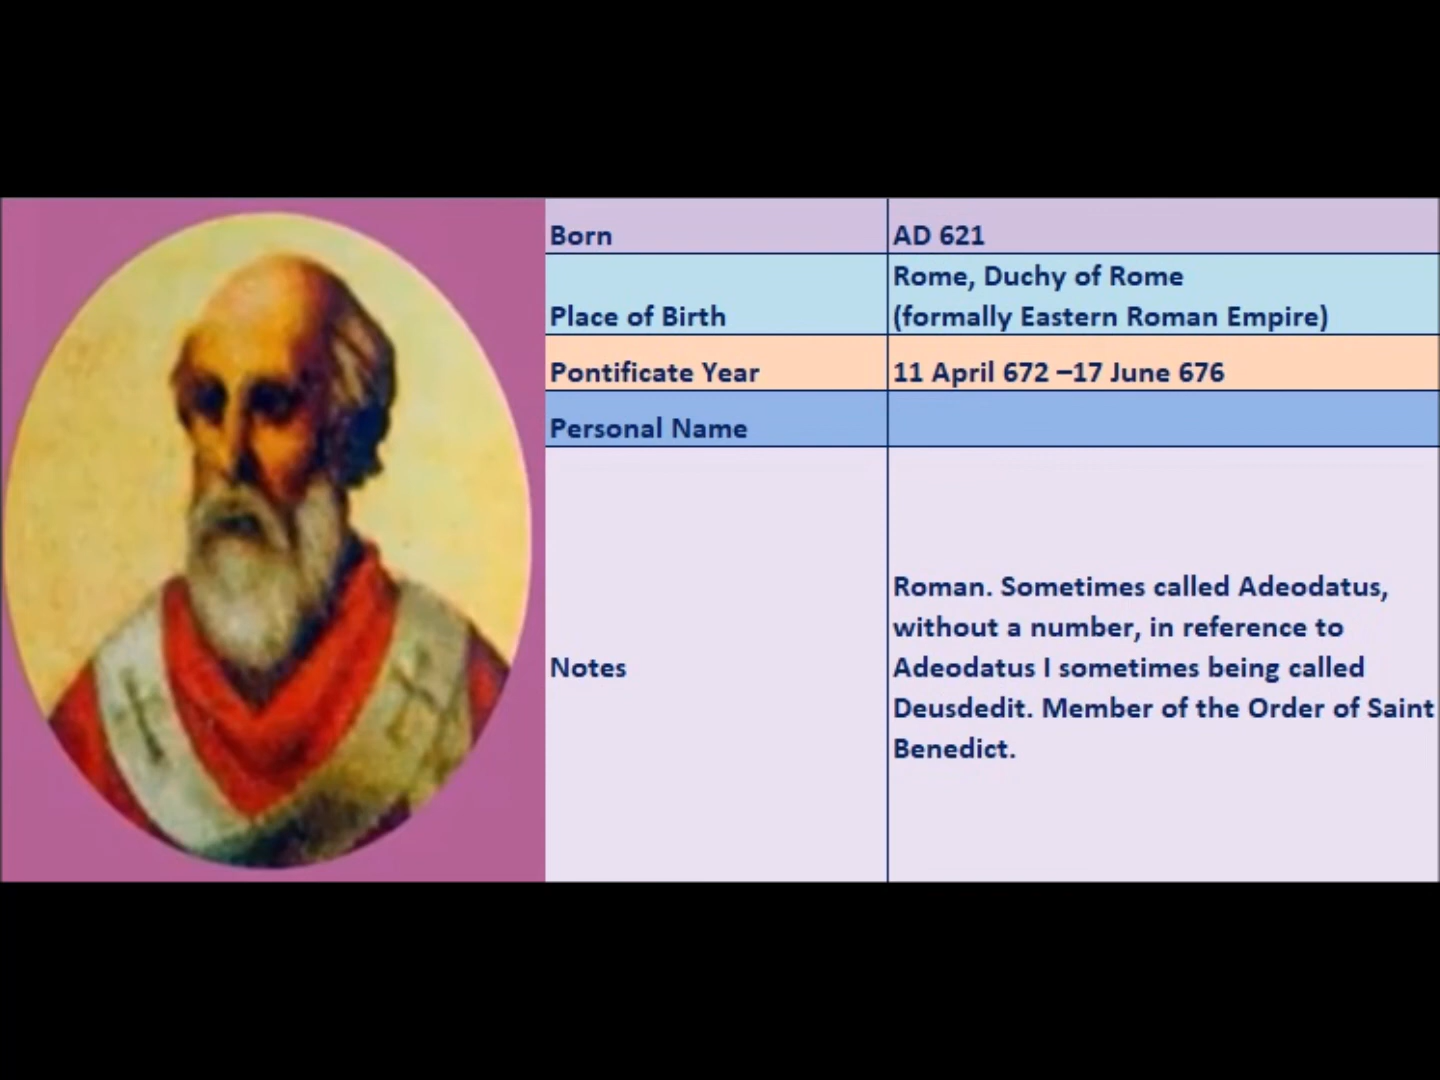 Born
AD 621
Place of Birth
Rome, Duchy of Rome
(formally Eastern Roman Empire)
Pontificate Year
11 April 672 –17 June 676
Personal Name
Notes
Roman. Sometimes called Adeodatus,
without a number, in reference to
Adeodatus I sometimes being called
Deusdedit. Member of the Order of Saint
Benedict.